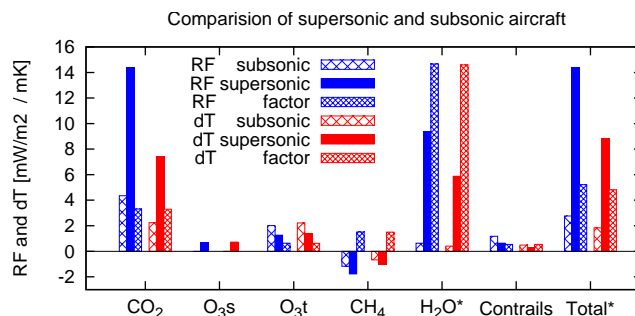 Comparision of supersonic and subsonic aircraft
RF and dT [mW/m2 / mK]
16
14
12
10
8
6
4
2
0
-2
RF subsonic
RF supersonic
RF factor
dT subsonic
dT supersonic
dT factor
CO2 O3s O3t CH4 H2O* Contrails Total*